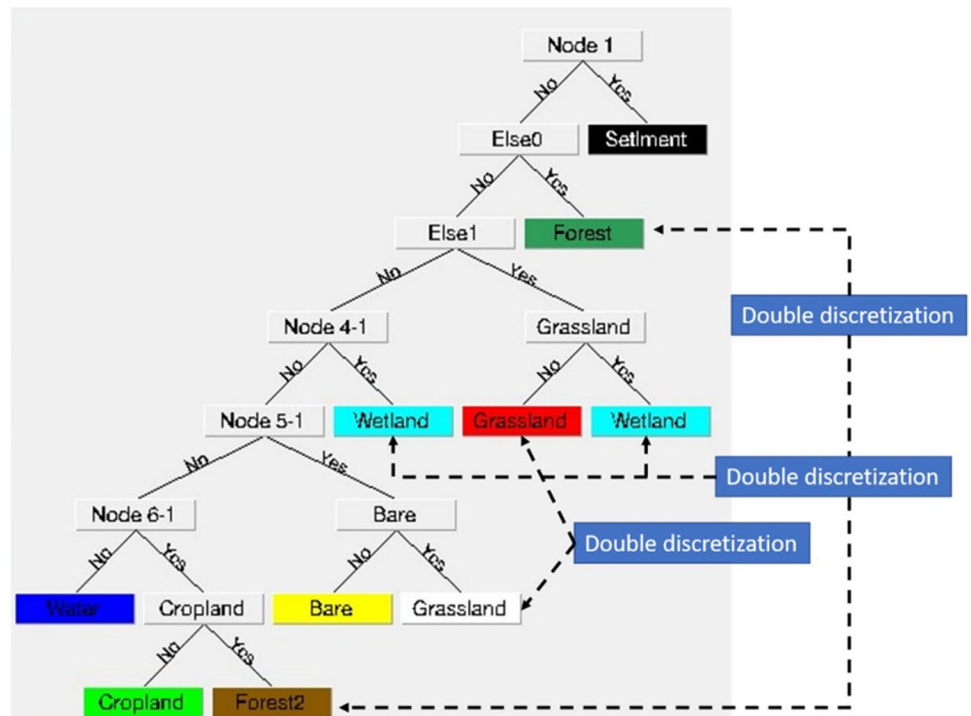 Node 1
No
Yes
Else0
Setlment
No
Yes
Else1
Forest
No
Yes
Double discretization
Node 4-1
Grassland
No
Yes
No
Yes
Node 5-1
Wetland
Grassland
Wetland
No
Yes
Double discretization
Node 6-1
Bare
Double discretization
No
Yes
No
Yes
Water
Cropland
Bare
Grassland
No
Yes
Cropland
Forest2